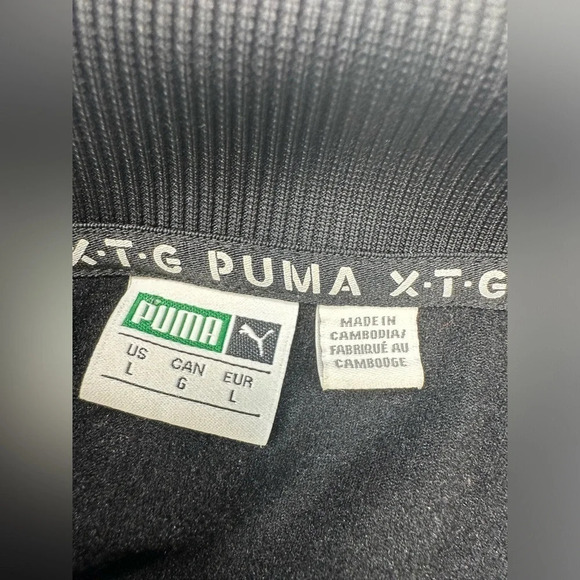 X·T·G PUMA X·T·G
PUMA
US CAN EUR
L G L
MADE IN
CAMBODIA/
FABRIQUÉ AU
CAMBODGE